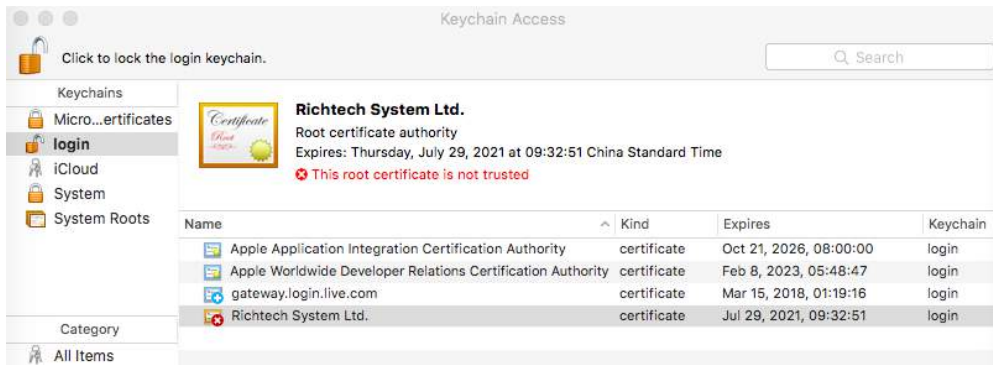 Keychain Access
Click to lock the login keychain.
Search
Keychains
Micro...ertificates
login
iCloud
System
System Roots
Certificate
Root
Richtech System Ltd.
Root certificate authority
Expires: Thursday, July 29, 2021 at 09:32:51 China Standard Time
This root certificate is not trusted
Name Kind Expires Keychain
Apple Application Integration Certification Authority certificate Oct 21, 2026, 08:00:00 login
Apple Worldwide Developer Relations Certification Authority certificate Feb 8, 2023, 05:48:47 login
gateway.login.live.com certificate Mar 15, 2018, 01:19:16 login
Richtech System Ltd. certificate Jul 29, 2021, 09:32:51 login
Category
All Items